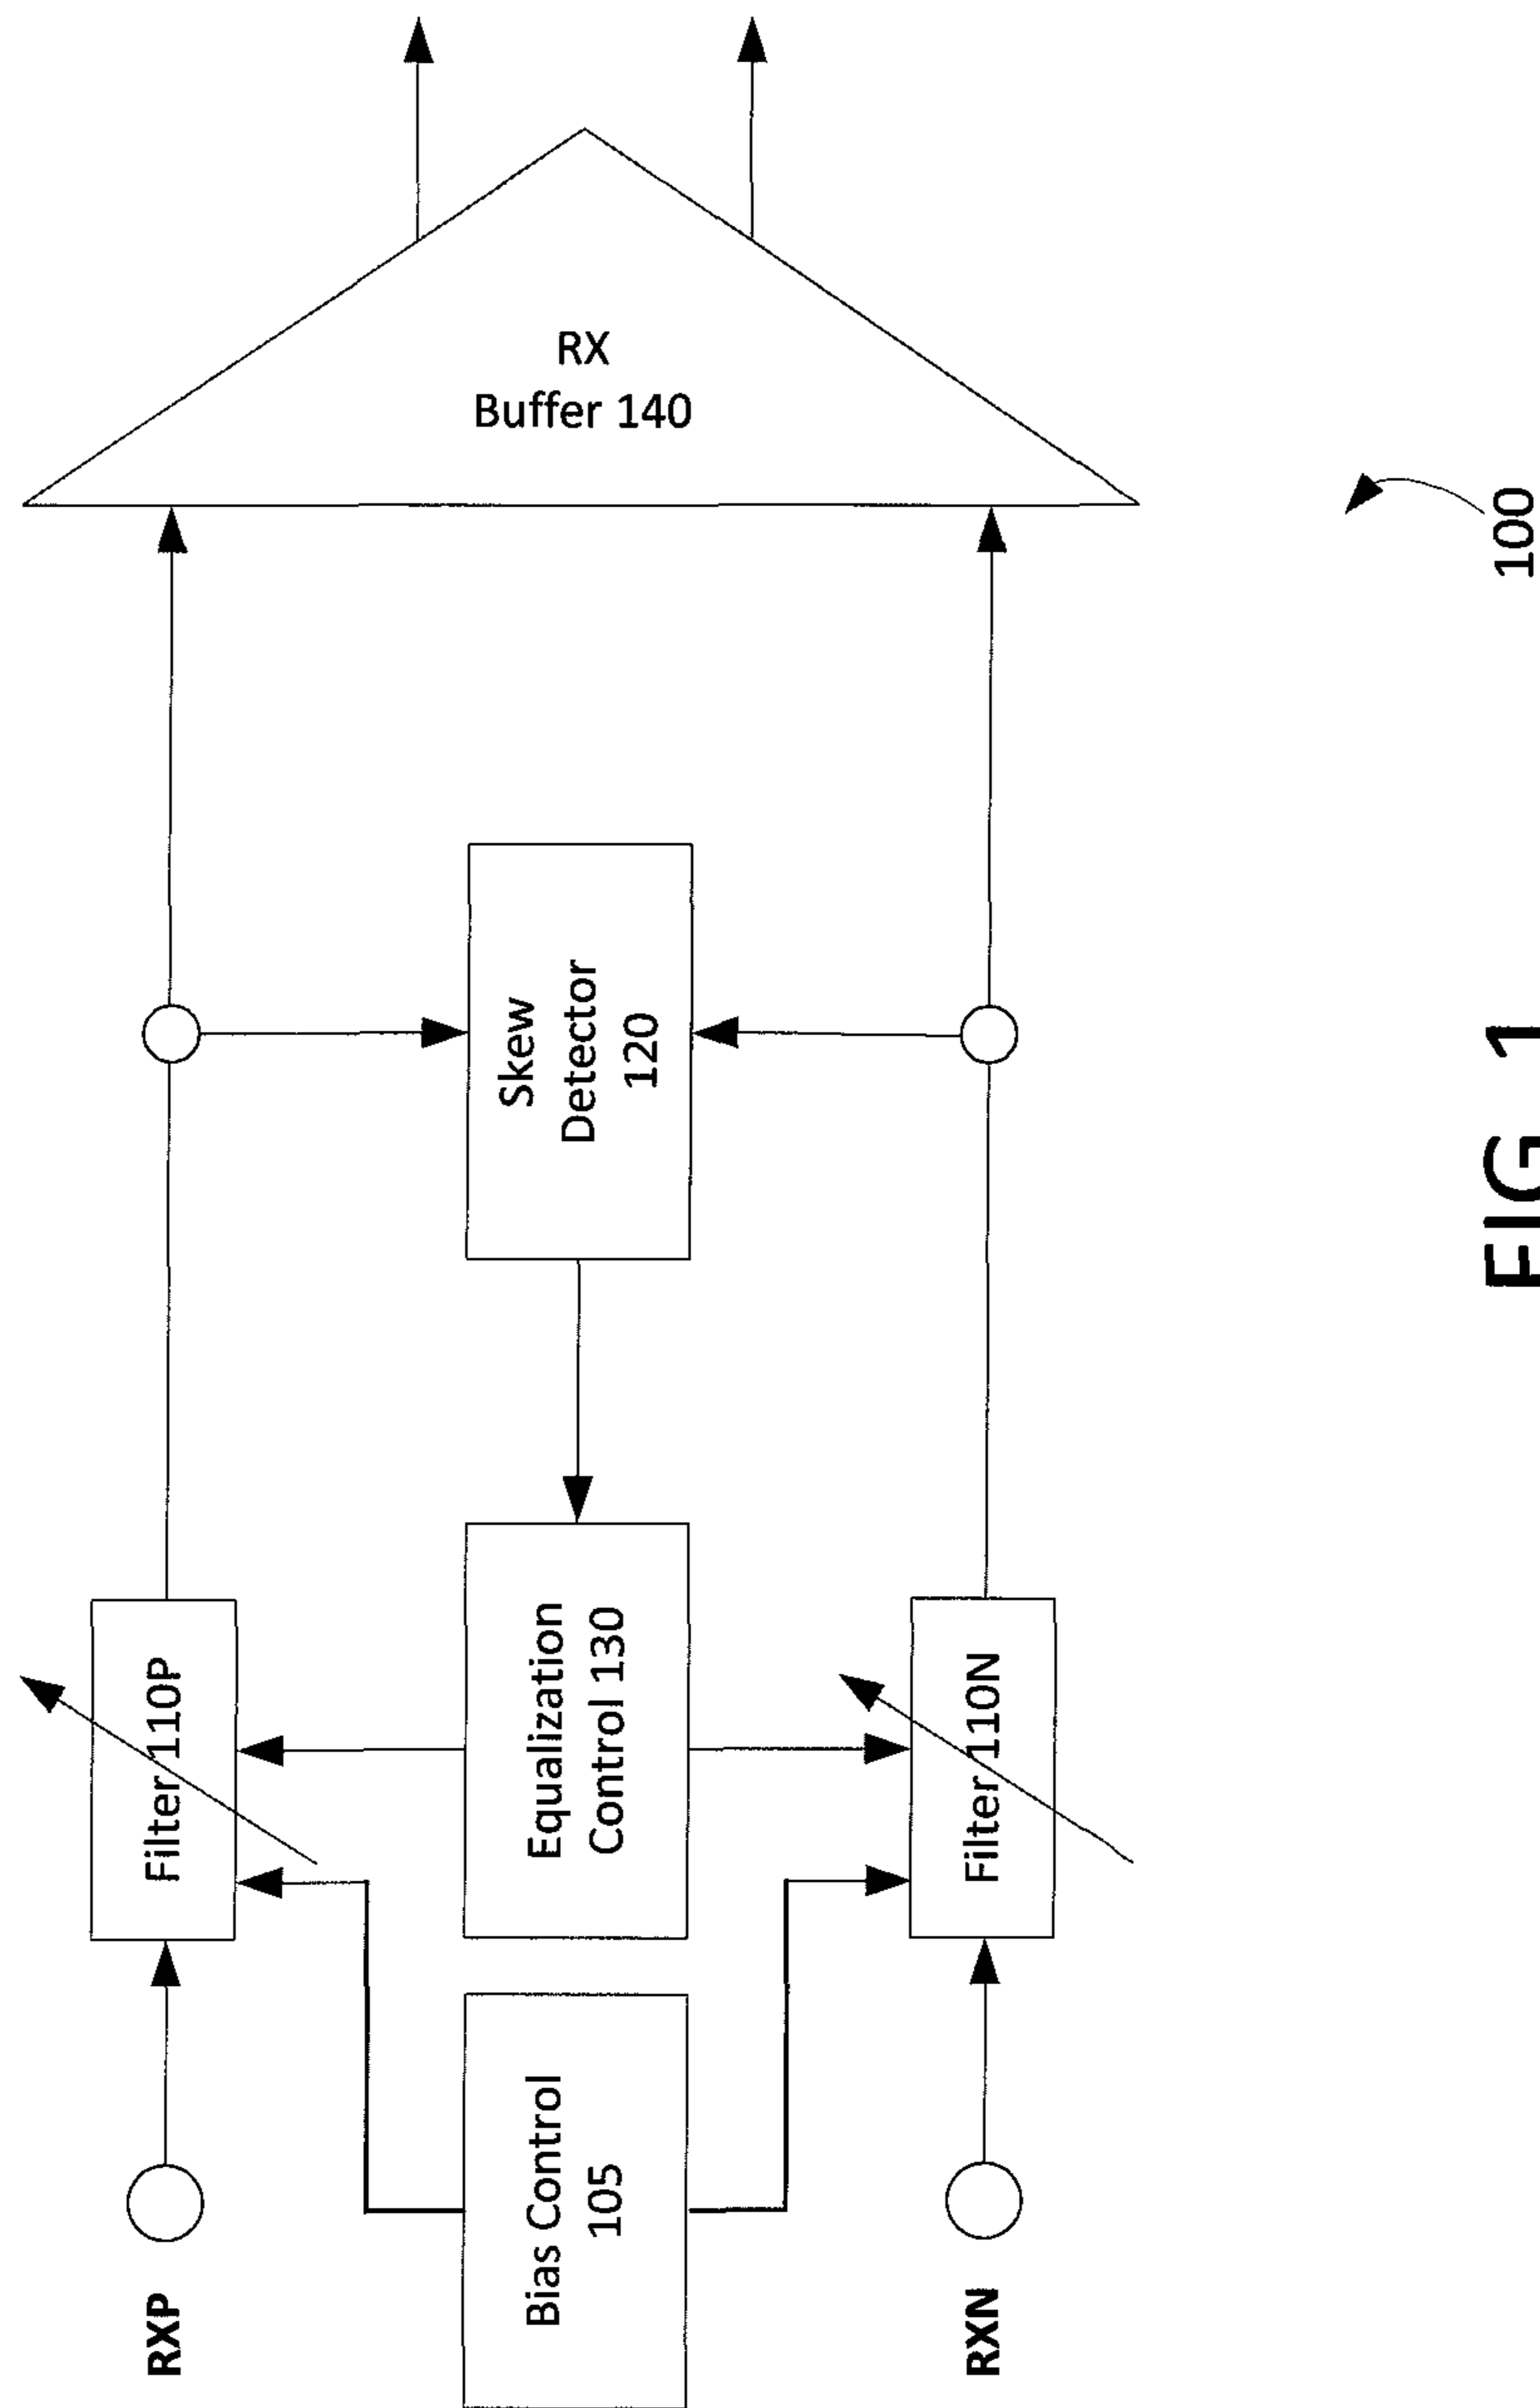 RXP
Filter 110P
RX
Buffer 140
Bias Control
105
Equalization
Control 130
Skew
Detector
120
RXN
Filter 110N
100
FIG. 1